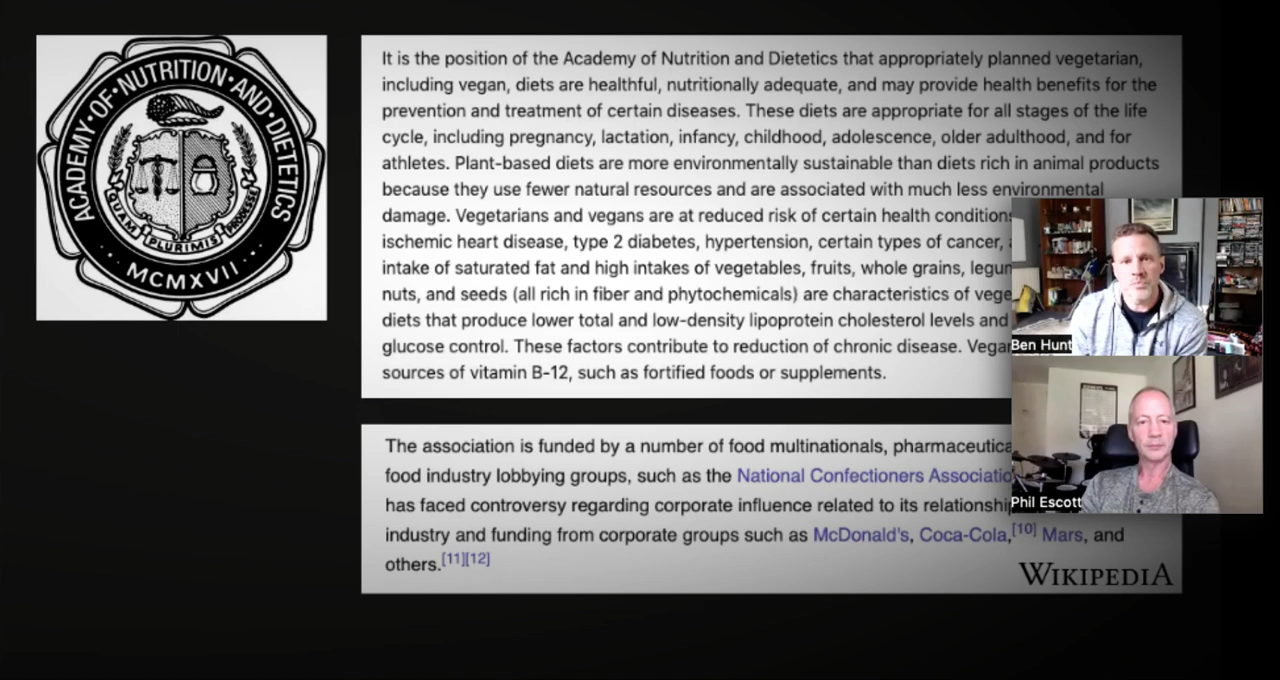 ACADEMY·OF·NUTRITION·AND·DIETETICS
QUAM PLURIMIS PRODESSE
MCMXVII
It is the position of the Academy of Nutrition and Dietetics that appropriately planned vegetarian,
including vegan, diets are healthful, nutritionally adequate, and may provide health benefits for the
prevention and treatment of certain diseases. These diets are appropriate for all stages of the life
cycle, including pregnancy, lactation, infancy, childhood, adolescence, older adulthood, and for
athletes. Plant-based diets are more environmentally sustainable than diets rich in animal products
because they use fewer natural resources and are associated with much less environmental
damage. Vegetarians and vegans are at reduced risk of certain health
ischemic heart disease, type 2 diabetes, hypertension, certain types of cancer,
intake of saturated fat and high intakes of vegetables, fruits, whole grains,
nuts, and seeds (all rich in fiber and phytochemicals) are characteristics of
diets that produce lower total and low-density lipoprotein cholesterol levels and
glucose control. These factors contribute to reduction of chronic disease.
sources of vitamin B-12, such as fortified foods or supplements.
The association is funded by a number of food multinationals,
food industry lobbying groups, such as the National Confectioners
has faced controversy regarding corporate influence related to its
industry and funding from corporate groups such as McDonald's, Coca-Cola,[10] Mars, and
others.[11][12]
WIKIPEDIA
Ben Hunt
Phil Escott